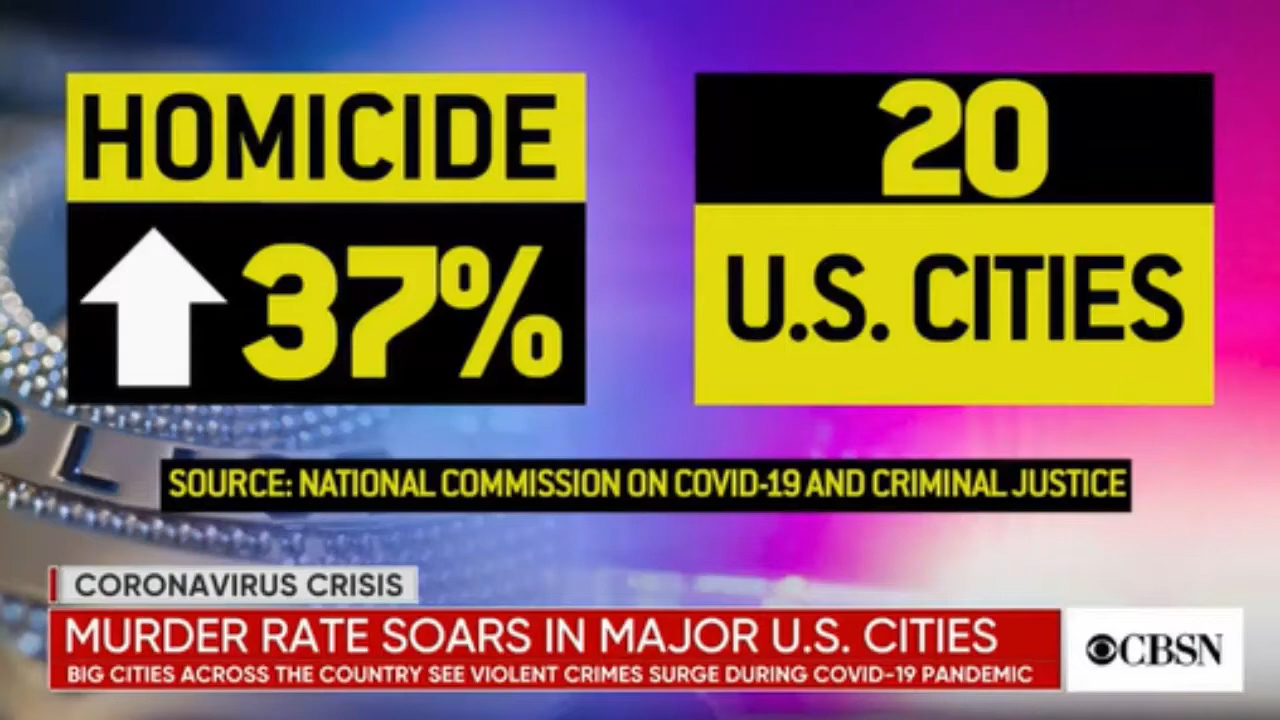 HOMICIDE
37%
20
U.S. CITIES
L
SOURCE: NATIONAL COMMISSION ON COVID-19 AND CRIMINAL JUSTICE
CORONAVIRUS CRISIS
MURDER RATE SOARS IN MAJOR U.S. CITIES
BIG CITIES ACROSS THE COUNTRY SEE VIOLENT CRIMES SURGE DURING COVID-19 PANDEMIC
CBSN